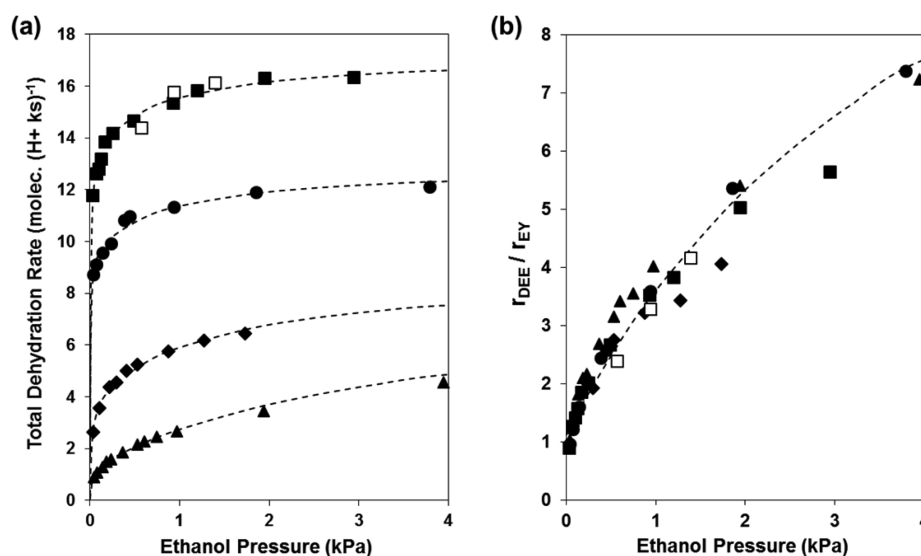 (a)
Total Dehydration Rate (molec. (H+ ks)⁻¹)
18
16
14
12
10
8
6
4
2
0
0 1 2 3 4
Ethanol Pressure (kPa)
(b)
r_DEE / r_EY
8
7
6
5
4
3
2
1
0
0 1 2 3 4
Ethanol Pressure (kPa)